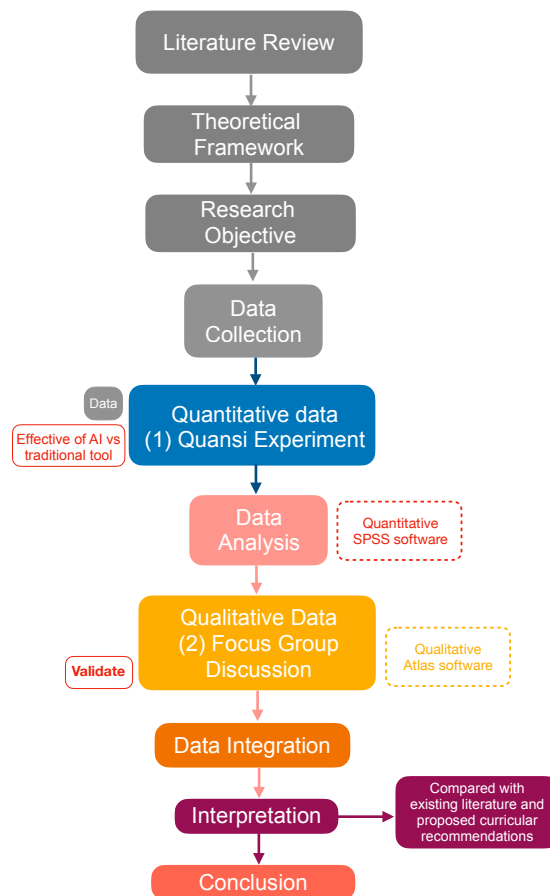 Literature Review
Theoretical
Framework
Research
Objective
Data
Collection
Data
Quantitative data
(1) Quansi Experiment
Effective of AI vs
traditional tool
Data
Analysis
Quantitative
SPSS software
Qualitative Data
(2) Focus Group
Discussion
Validate
Qualitative
Atlas software
Data Integration
Interpretation
Compared with
existing literature and
proposed curricular
recommendations
Conclusion